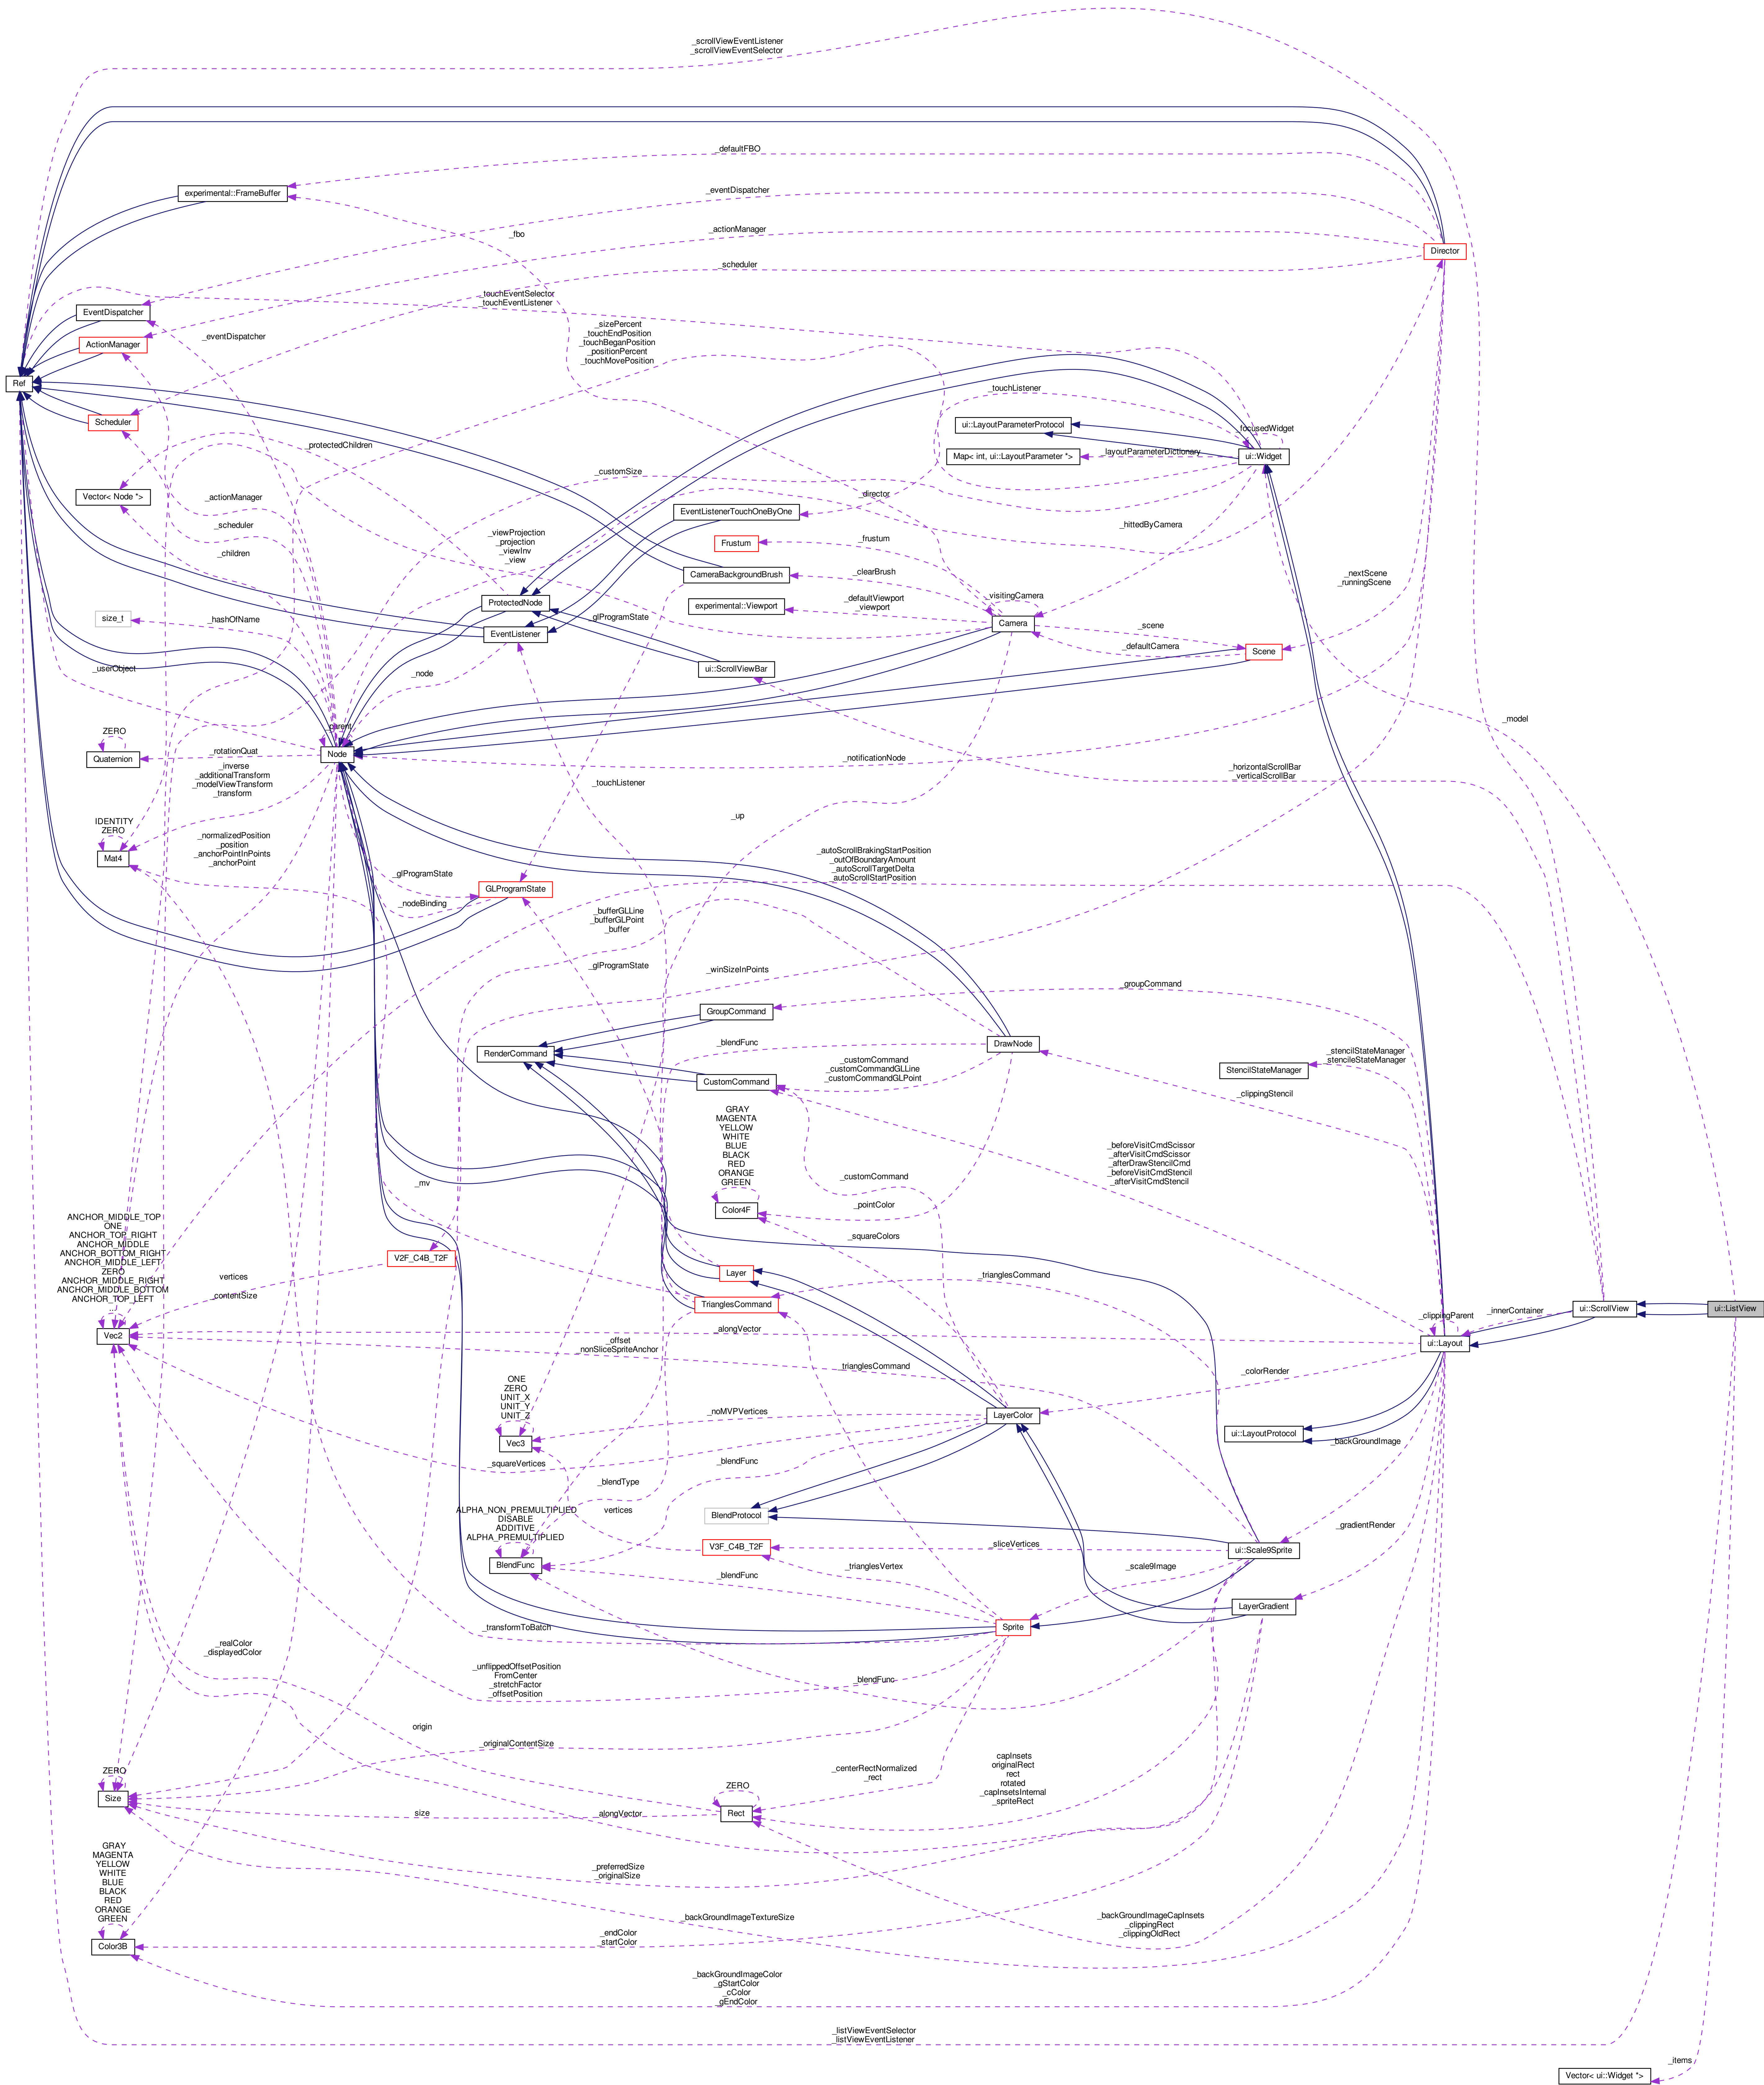 _scrollViewEventListener
_scrollViewEventSelector
_defaultFBO
experimental::FrameBuffer
_eventDispatcher
_fbo
_actionManager
Director
_scheduler
_touchEventSelector
_touchEventListener
EventDispatcher
_eventDispatcher
_sizePercent
_touchEndPosition
_touchBeganPosition
_positionPercent
_touchMovePosition
ActionManager
Ref
_touchListener
Scheduler
ui::LayoutParameterProtocol
_focusedWidget
_protectedChildren
Map< int, ui::LayoutParameter *>
_layoutParameterDictionary
ui::Widget
_customSize
Vector< Node *>
_actionManager
_director
EventListenerTouchOneByOne
_scheduler
_hittedByCamera
_viewProjection
_projection
_viewInv
_view
Frustum
_frustum
_children
CameraBackgroundBrush
_clearBrush
_nextScene
_runningScene
ProtectedNode
experimental::Viewport
_defaultViewport
_viewport
_visitingCamera
size_t
_hashOfName
_glProgramState
Camera
EventListener
_scene
_defaultCamera
Scene
_userObject
_node
ui::ScrollViewBar
_model
ZERO
_parent
Node
Quaternion
_rotationQuat
_notificationNode
_inverse
_additionalTransform
_modelViewTransform
_transform
_horizontalScrollBar
_verticalScrollBar
_touchListener
_up
IDENTITY
ZERO
Mat4
_normalizedPosition
_position
_anchorPointInPoints
_anchorPoint
_autoScrollBrakingStartPosition
_outOfBoundaryAmount
_autoScrollTargetDelta
_autoScrollStartPosition
_glProgramState
GLProgramState
_nodeBinding
_bufferGLLine
_bufferGLPoint
_buffer
_glProgramState
_winSizeInPoints
_groupCommand
GroupCommand
RenderCommand
_blendFunc
DrawNode
_customCommand
_customCommandGLLine
_customCommandGLPoint
CustomCommand
_stencilStateManager
_stencileStateManager
StencilStateManager
_clippingStencil
GRAY
MAGENTA
YELLOW
WHITE
BLUE
BLACK
RED
ORANGE
GREEN
Color4F
_beforeVisitCmdScissor
_afterVisitCmdScissor
_afterDrawStencilCmd
_beforeVisitCmdStencil
_afterVisitCmdStencil
_mv
_customCommand
_pointColor
_squareColors
ANCHOR_MIDDLE_TOP
ONE
ANCHOR_TOP_RIGHT
ANCHOR_MIDDLE
ANCHOR_BOTTOM_RIGHT
ANCHOR_MIDDLE_LEFT
ZERO
ANCHOR_MIDDLE_RIGHT
ANCHOR_MIDDLE_BOTTOM
ANCHOR_TOP_LEFT
...
V2F_C4B_T2F
vertices
_contentSize
Layer
_trianglesCommand
TrianglesCommand
_clippingParent
_innerContainer
ui::ScrollView
ui::ListView
Vec2
_alongVector
ui::Layout
_offset
_nonSliceSpriteAnchor
_trianglesCommand
_colorRender
ONE
ZERO
UNIT_X
UNIT_Y
UNIT_Z
Vec3
_noMVPVertices
LayerColor
ui::LayoutProtocol
_backGroundImage
_squareVertices
_blendFunc
_blendType
ALPHA_NON_PREMULTIPLIED
DISABLE
ADDITIVE
ALPHA_PREMULTIPLIED
BlendFunc
vertices
BlendProtocol
_gradientRender
V3F_C4B_T2F
_sliceVertices
ui::Scale9Sprite
_trianglesVertex
_scale9Image
_blendFunc
LayerGradient
_transformToBatch
Sprite
_realColor
_displayedColor
_unflippedOffsetPosition
FromCenter
_stretchFactor
_offsetPosition
_blendFunc
origin
_originalContentSize
ZERO
Size
_centerRectNormalized
_rect
capInsets
originalRect
rect
rotated
_capInsetsInternal
_spriteRect
ZERO
Rect
size
_alongVector
GRAY
MAGENTA
YELLOW
WHITE
BLUE
BLACK
RED
ORANGE
GREEN
Color3B
_preferredSize
_originalSize
_backGroundImageTextureSize
_endColor
_startColor
_backGroundImageCapInsets
_clippingRect
_clippingOldRect
_backGroundImageColor
_gStartColor
_cColor
_gEndColor
_listViewEventSelector
_listViewEventListener
_items
Vector< ui::Widget *>